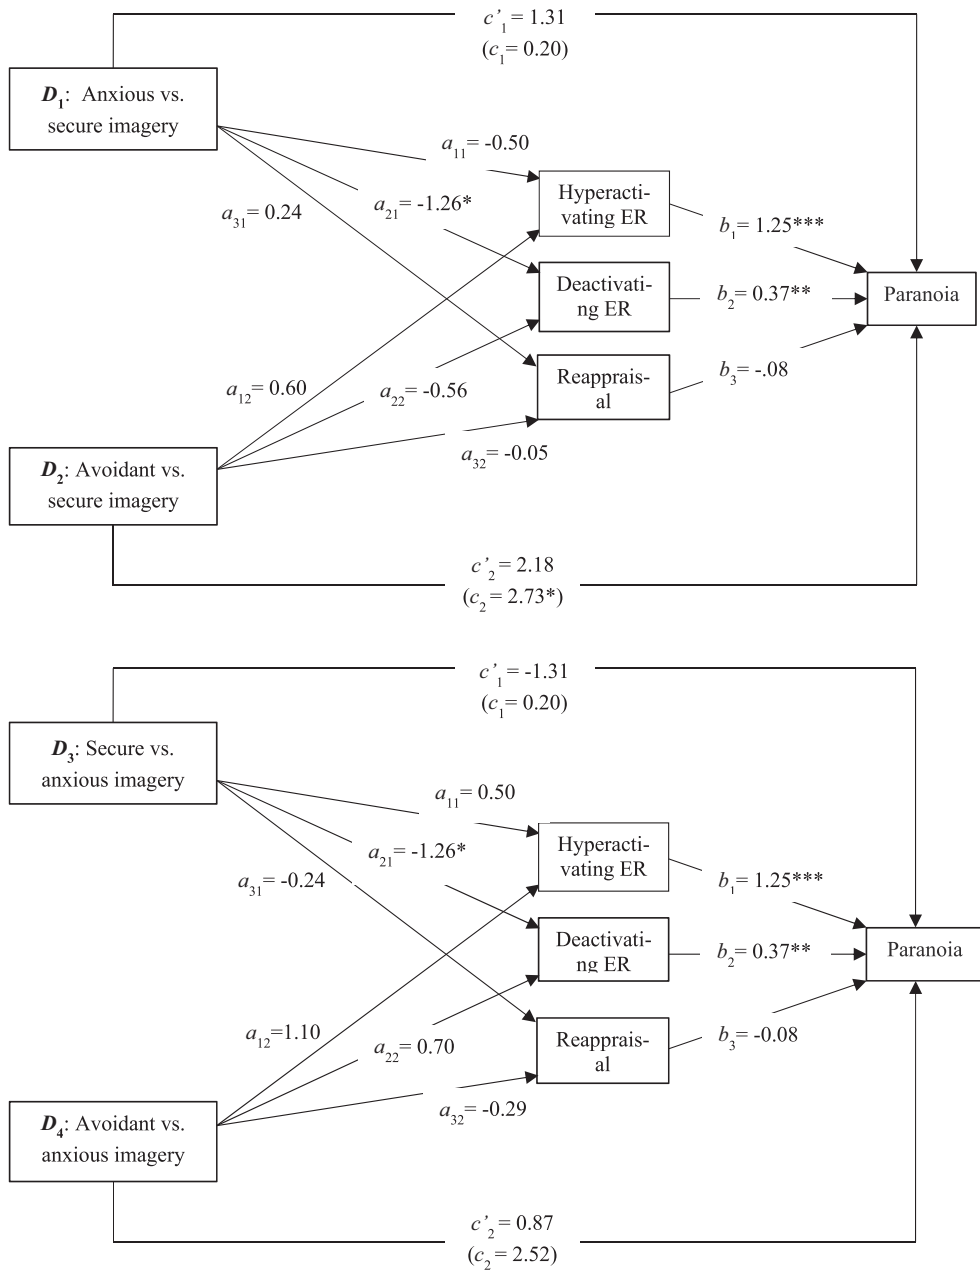 c’1 = 1.31
(c1= 0.20)
D1: Anxious vs.
secure imagery
a11= -0.50
a21= -1.26*
a31= 0.24
Hyperacti-
vating ER
b1= 1.25***
Deactivati-
ng ER
b2= 0.37**
Paranoia
Reapprais-
al
b3= -.08
a12= 0.60
a22= -0.56
a32= -0.05
D2: Avoidant vs.
secure imagery
c’2 = 2.18
(c2 = 2.73*)
c’1 = -1.31
(c1= 0.20)
D3: Secure vs.
anxious imagery
a11= 0.50
a21= -1.26*
a31= -0.24
Hyperacti-
vating ER
b1= 1.25***
Deactivati-
ng ER
b2= 0.37**
Paranoia
Reapprais-
al
b3= -0.08
a12=1.10
a22= 0.70
a32= -0.29
D4: Avoidant vs.
anxious imagery
c’2 = 0.87
(c2 = 2.52)